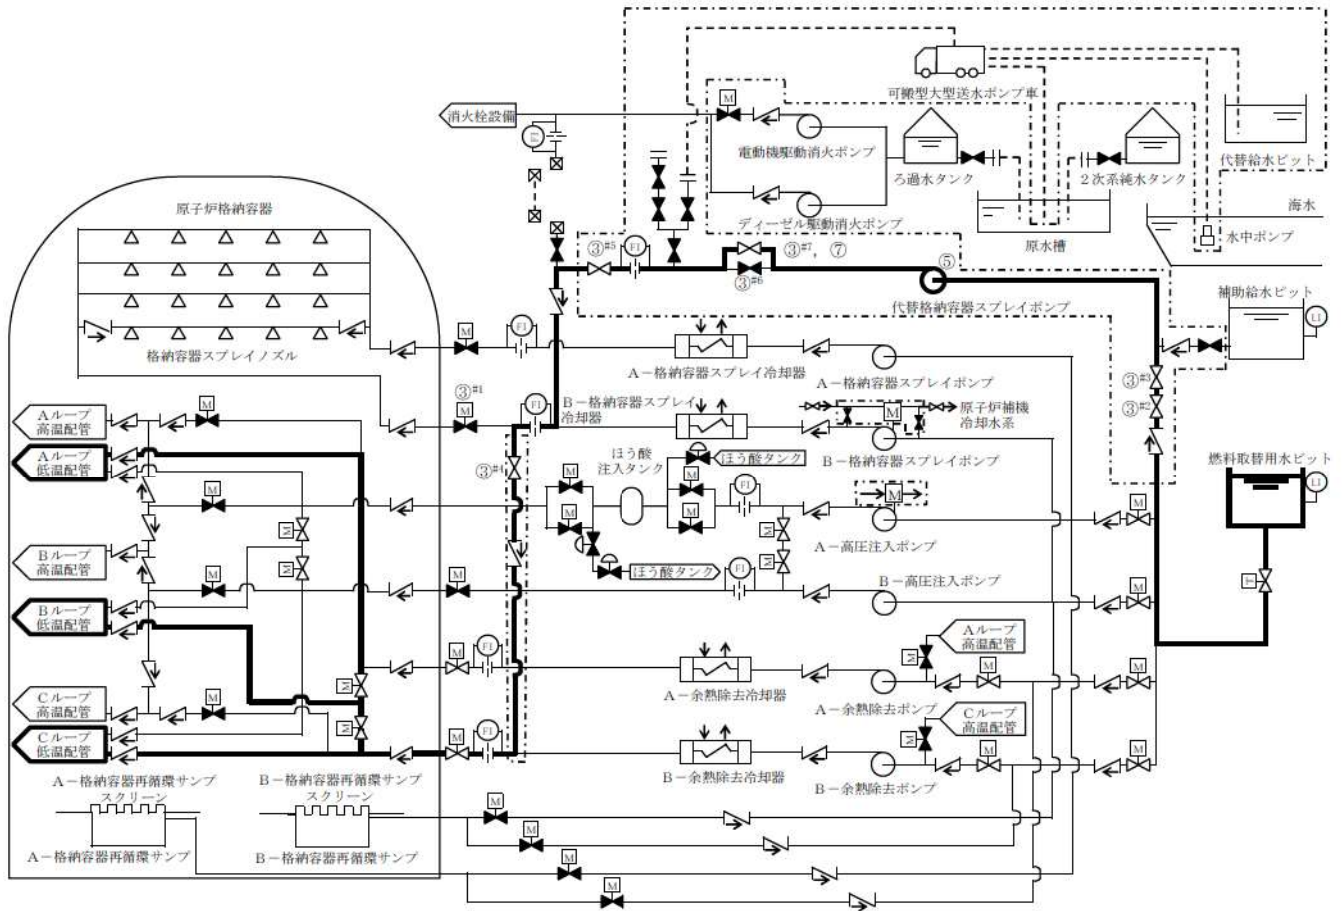 可搬型大型送水ポンプ車
消火栓設備
M
FI
電動機駆動消火ポンプ
ろ過水タンク
2次系純水タンク
代替給水ピット
ディーゼル駆動消火ポンプ
原水槽
海水
水中ポンプ
原子炉格納容器
③#5
FI
③#7, ⑦
③#6
⑤
代替格納容器スプレイポンプ
補助給水ピット
LI
格納容器スプレイノズル
M
FI
A-格納容器スプレイ冷却器
A-格納容器スプレイポンプ
③#3
③#2
③#1
M
FI
B-格納容器スプレイ
冷却器
M
原子炉補機
冷却水系
B-格納容器スプレイポンプ
Aループ
高温配管
M
Aループ
低温配管
③#4
ほう酸
注入タンク
ほう酸タンク
燃料取替用水ピット
LI
M
M
M
FI
M
M
M
M
M
M
A-高圧注入ポンプ
Bループ
高温配管
M
M
ほう酸タンク
FI
M
B-高圧注入ポンプ
M
M
M
T
Bループ
低温配管
Aループ
高温配管
M
FI
M
M
M
A-余熱除去冷却器
A-余熱除去ポンプ
Cループ
高温配管
M
M
M
Cループ
低温配管
M
FI
Cループ
高温配管
M
M
M
B-余熱除去冷却器
B-余熱除去ポンプ
A-格納容器再循環サンプ
スクリーン
B-格納容器再循環サンプ
スクリーン
M
M
A-格納容器再循環サンプ
B-格納容器再循環サンプ
M
M